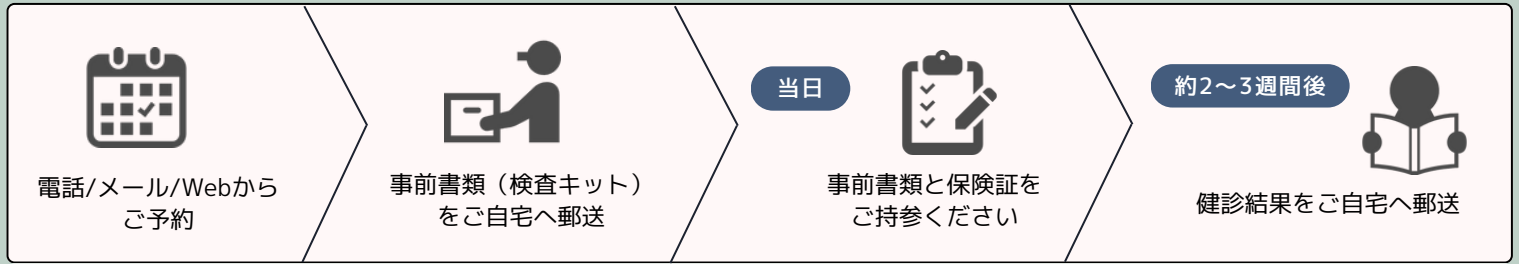 電話/メール/Webから
ご予約
事前書類（検査キット）
をご自宅へ郵送
当日
事前書類と保険証を
ご持参ください
約2〜3週間後
健診結果をご自宅へ郵送